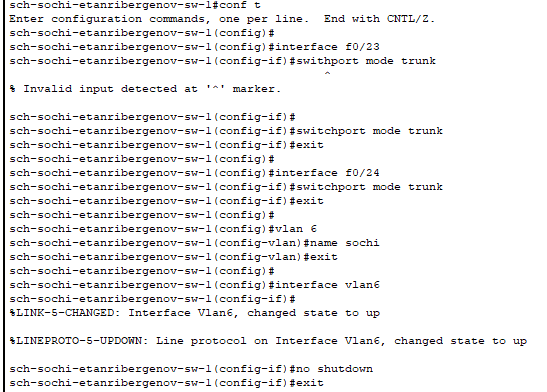 sch-sochi-etanribergenov-sw-1#conf t
Enter configuration commands, one per line.  End with CNTL/Z.
sch-sochi-etanribergenov-sw-1(config)#
sch-sochi-etanribergenov-sw-1(config)#interface f0/23
sch-sochi-etanribergenov-sw-1(config-if)#swithport mode trunk
^
% Invalid input detected at '^' marker.
sch-sochi-etanribergenov-sw-1(config-if)#
sch-sochi-etanribergenov-sw-1(config-if)#switchport mode trunk
sch-sochi-etanribergenov-sw-1(config-if)#exit
sch-sochi-etanribergenov-sw-1(config)#
sch-sochi-etanribergenov-sw-1(config)#interface f0/24
sch-sochi-etanribergenov-sw-1(config-if)#switchport mode trunk
sch-sochi-etanribergenov-sw-1(config-if)#exit
sch-sochi-etanribergenov-sw-1(config)#
sch-sochi-etanribergenov-sw-1(config)#vlan 6
sch-sochi-etanribergenov-sw-1(config-vlan)#name sochi
sch-sochi-etanribergenov-sw-1(config-vlan)#exit
sch-sochi-etanribergenov-sw-1(config)#
sch-sochi-etanribergenov-sw-1(config)#interface vlan6
sch-sochi-etanribergenov-sw-1(config-if)#
%LINK-5-CHANGED: Interface Vlan6, changed state to up
%LINEPROTO-5-UPDOWN: Line protocol on Interface Vlan6, changed state to up
sch-sochi-etanribergenov-sw-1(config-if)#no shutdown
sch-sochi-etanribergenov-sw-1(config-if)#exit